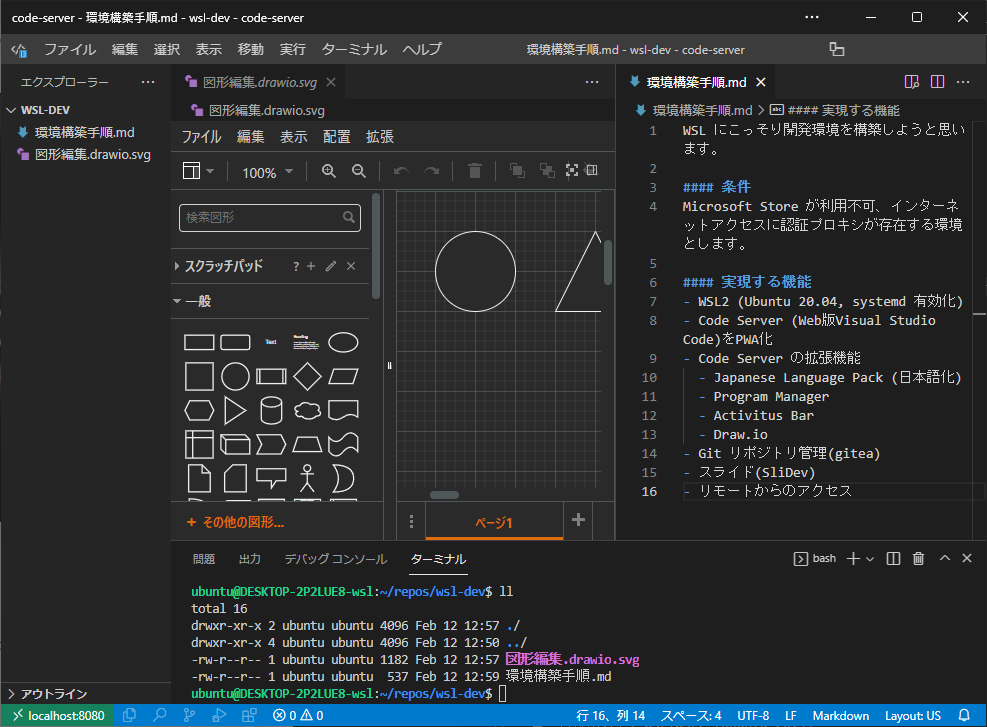 code-server - 環境構築手順.md - wsl-dev - code-server
ファイル 編集 選択 表示 移動 実行 ターミナル ヘルプ 環境構築手順.md - wsl-dev - code-server
エクスプローラー
WSL-DEV
環境構築手順.md
図形編集.drawio.svg
図形編集.drawio.svg
図形編集.drawio.svg
ファイル 編集 表示 配置 拡張
100%
検索図形
スクラッチパッド ? +
一般
Text
Heading
+ その他の図形...
ページ1
環境構築手順.md
環境構築手順.md > #### 実現する機能
1 WSL にこっそり開発環境を構築しようと思い
ます。
2
3 #### 条件
4 Microsoft Store が利用不可、インターネ
ットアクセスに認証プロキシが存在する環境
とします。
5
6 #### 実現する機能
7 - WSL2 (Ubuntu 20.04, systemd 有効化)
8 - Code Server (Web版Visual Studio
Code)をPWA化
9 - Code Server の拡張機能
10 - Japanese Language Pack (日本語化)
11 - Program Manager
12 - Activitus Bar
13 - Draw.io
14 - Git リポジトリ管理(gitea)
15 - スライド(SliDev)
16 - リモートからのアクセス
問題 出力 デバッグ コンソール ターミナル bash
ubuntu@DESKTOP-2P2LUE8-wsl:~/repos/wsl-dev$ ll
total 16
drwxr-xr-x 2 ubuntu ubuntu 4096 Feb 12 12:57 ./
drwxr-xr-x 4 ubuntu ubuntu 4096 Feb 12 12:50 ../
-rw-r--r-- 1 ubuntu ubuntu 1182 Feb 12 12:57 図形編集.drawio.svg
-rw-r--r-- 1 ubuntu ubuntu 537 Feb 12 12:59 環境構築手順.md
ubuntu@DESKTOP-2P2LUE8-wsl:~/repos/wsl-dev$
アウトライン
localhost:8080 0 0 行 16、列 14 スペース: 4 UTF-8 LF Markdown Layout: US